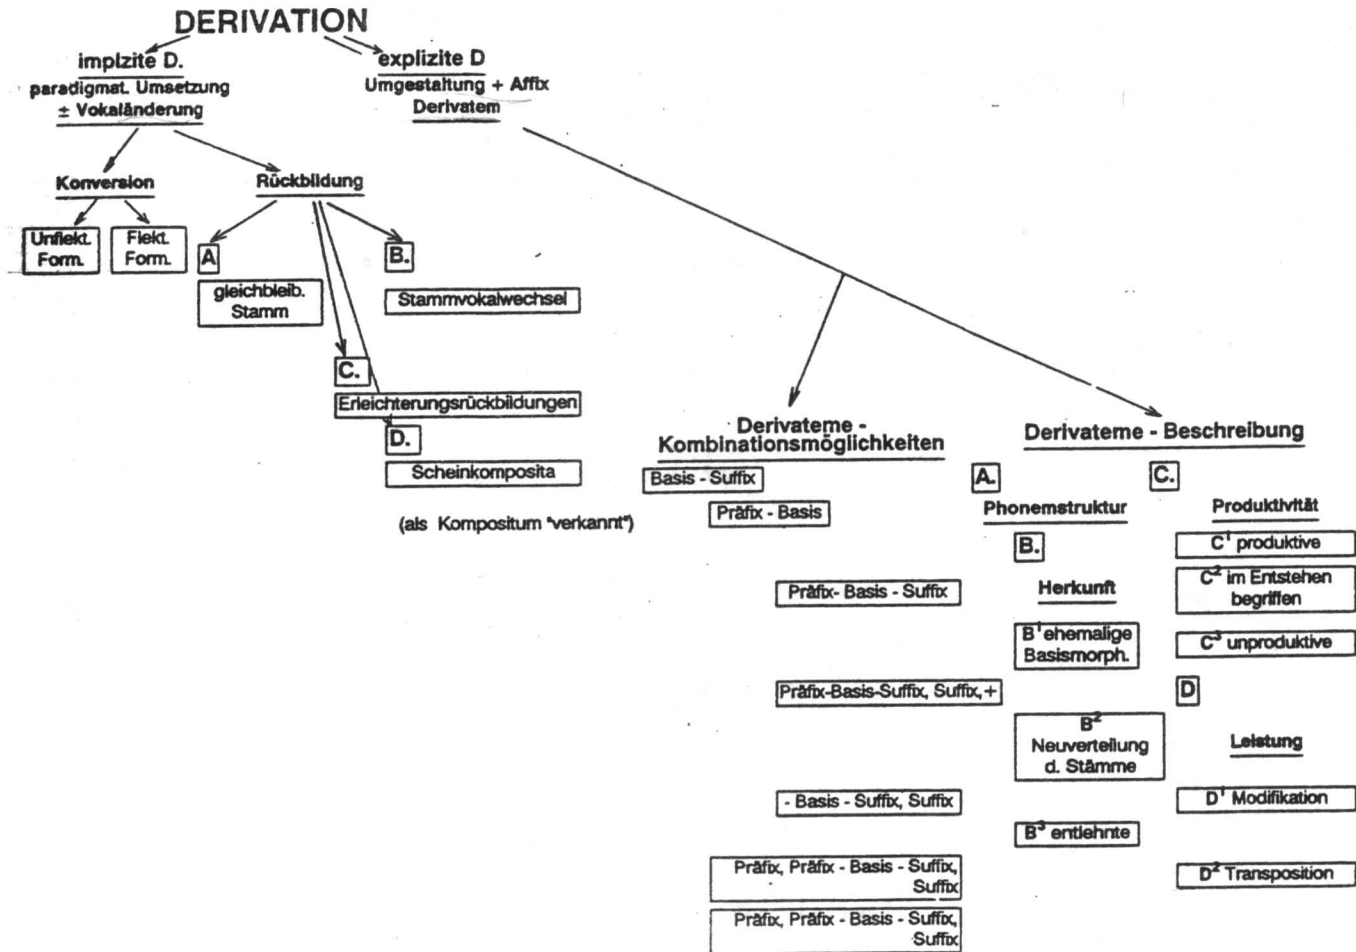 DERIVATION
implzite D.
paradigmat. Umsetzung
± Vokaländerung
explizite D
Umgestaltung + Affix
Derivatem
Konversion
Rückbildung
Unflekt.
Form.
Flekt.
Form.
A
gleichbleib.
Stamm
B.
Stammvokalwechsel
C.
Erleichterungsrückbildungen
D.
Scheinkomposita
(als Kompositum "verkannt")
Derivateme -
Kombinationsmöglichkeiten
Basis - Suffix
Präfix - Basis
Präfix- Basis - Suffix
Präfix-Basis-Suffix, Suffix,+
- Basis - Suffix, Suffix
Präfix, Präfix - Basis - Suffix,
Suffix
Präfix, Präfix - Basis - Suffix,
Suffix
Derivateme - Beschreibung
A.
Phonemstruktur
B.
Herkunft
B¹ ehemalige
Basismorph.
B²
Neuverteilung
d. Stämme
B³ entlehnte
C.
Produktivität
C¹ produktive
C² im Entstehen
begriffen
C³ unproduktive
D
Leistung
D¹ Modifikation
D² Transposition